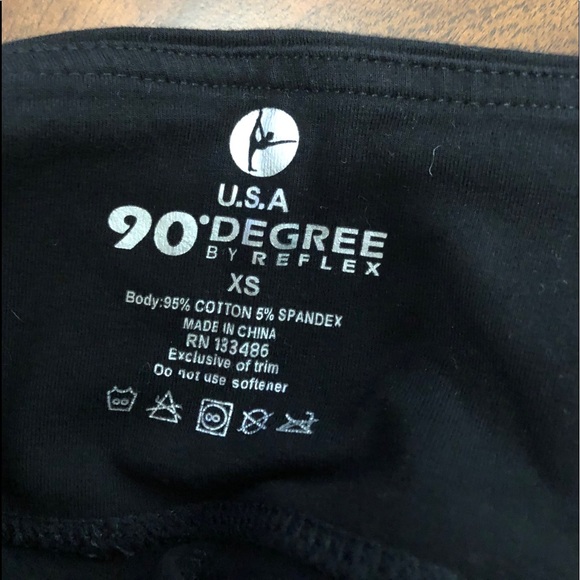 U.S.A
90°DEGREE
BY REFLEX
XS
Body:95% COTTON 5% SPANDEX
MADE IN CHINA
RN 133486
Exclusive of trim
Do not use softener